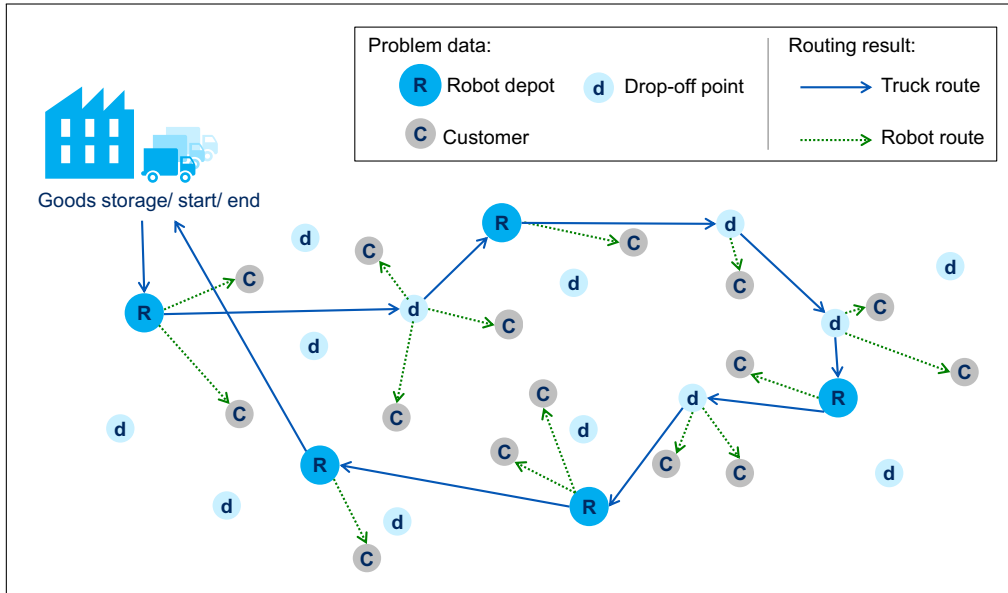 Problem data:
Routing result:
R Robot depot
d Drop-off point
Truck route
C Customer
Robot route
Goods storage/ start/ end
R
d
d
C
C
d
C
d
C
R
d
C
d
C
d
C
C
C
d
R
C
C
d
d
C
R
C
C
d
d
R
d
C